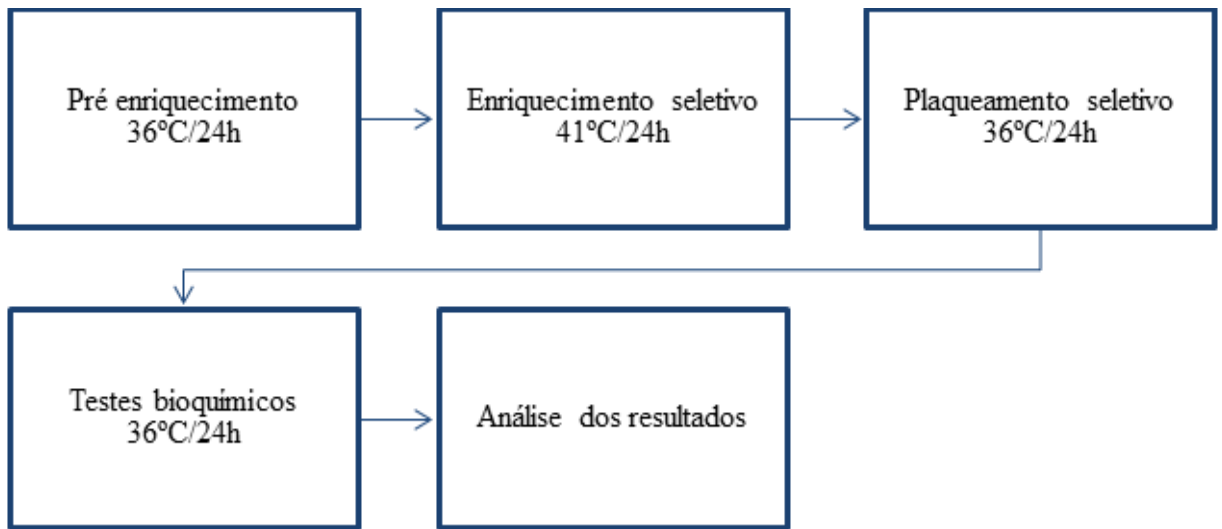 Pré enriquecimento
36ºC/24h
Enriquecimento seletivo
41ºC/24h
Plaqueamento seletivo
36ºC/24h
Testes bioquímicos
36ºC/24h
Análise dos resultados